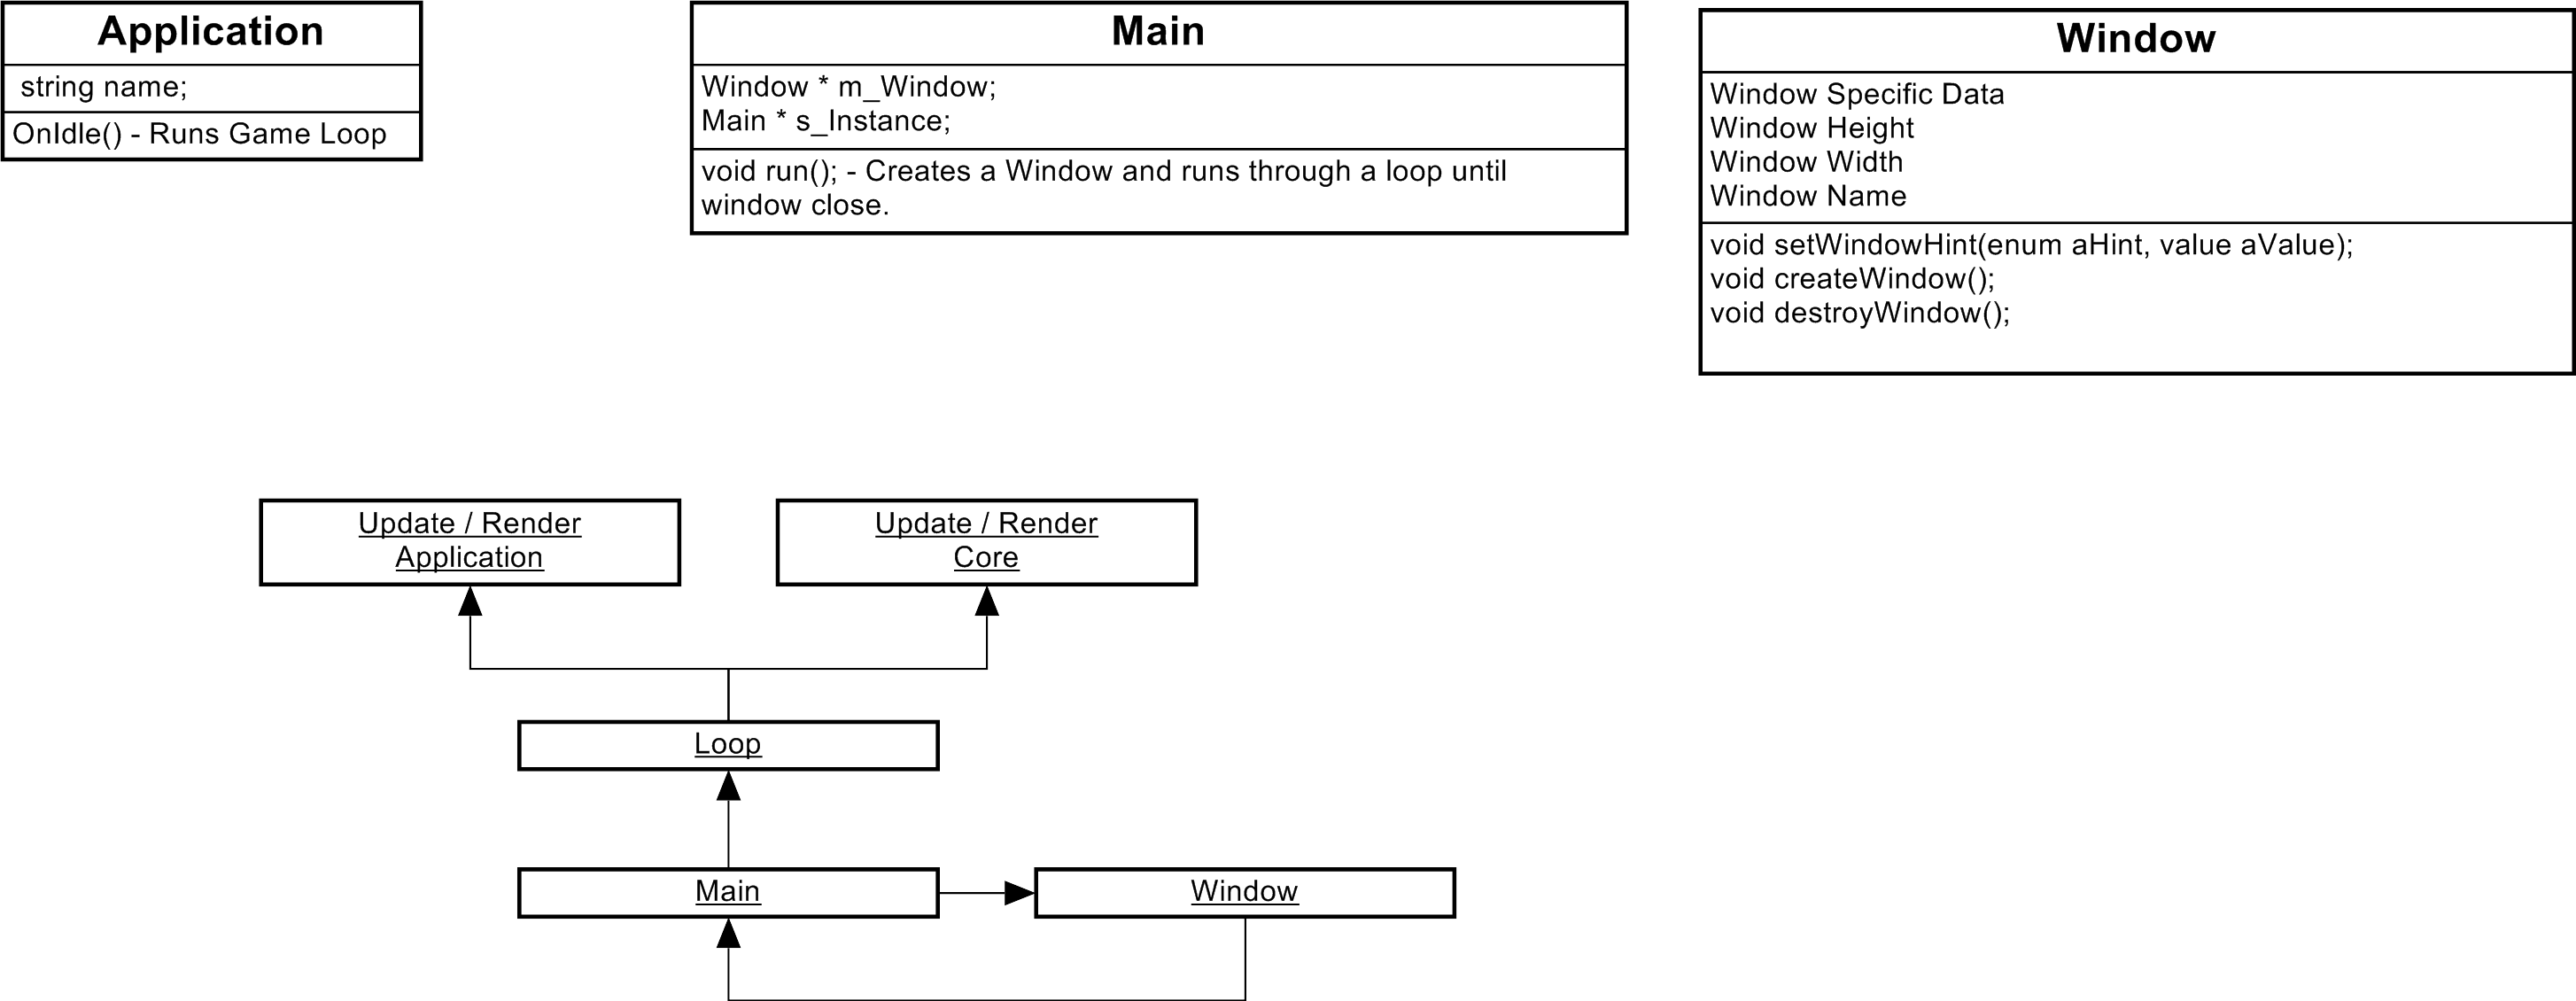 Application
string name;
OnIdle() - Runs Game Loop
Main
Window * m_Window;
Main * s_Instance;
void run(); - Creates a Window and runs through a loop until
window close.
Window
Window Specific Data
Window Height
Window Width
Window Name
void setWindowHint(enum aHint, value aValue);
void createWindow();
void destroyWindow();
Update / Render
Application
Update / Render
Core
Loop
Main
Window